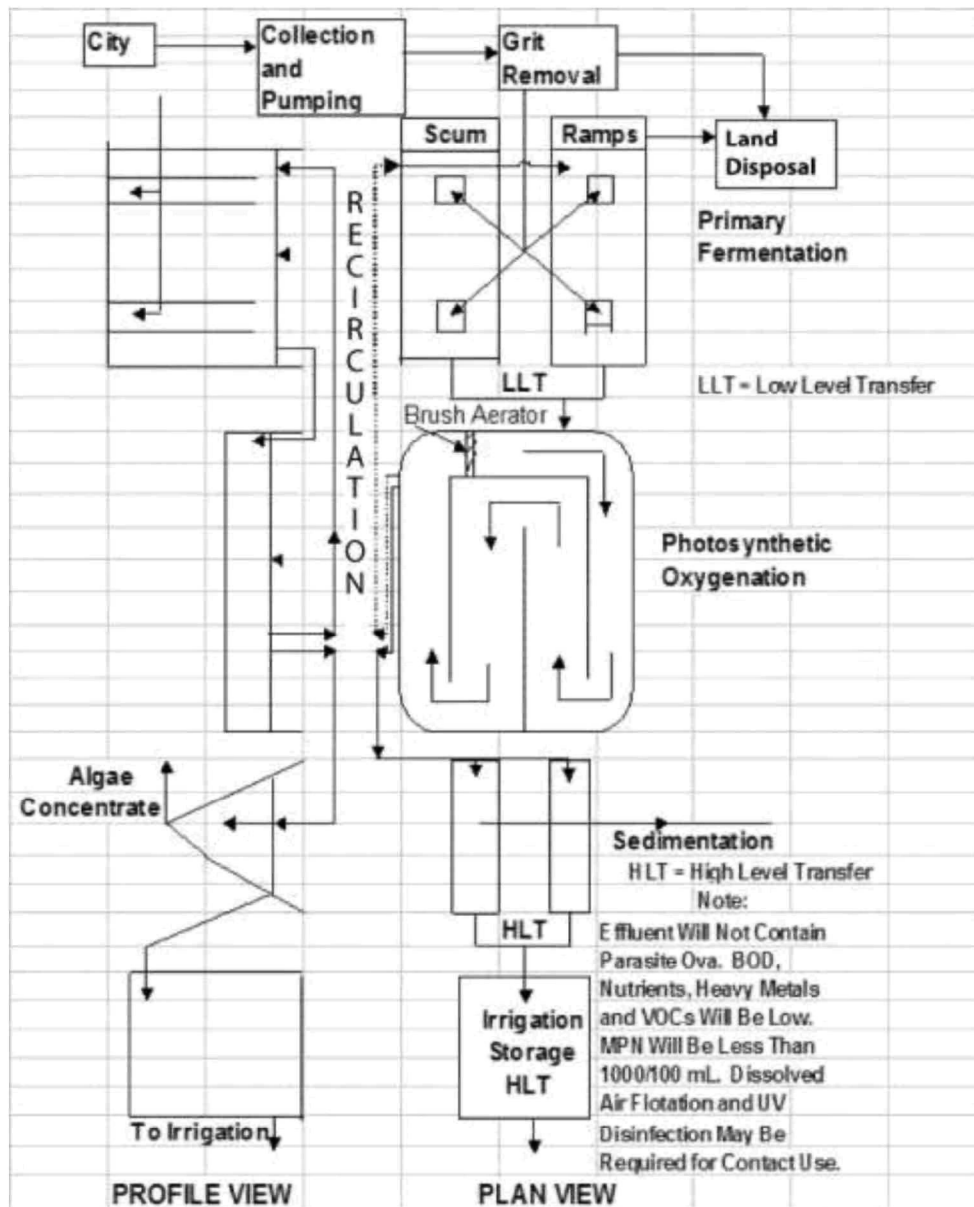 City
Collection
and
Pumping
Grit
Removal
Scum
Ramps
Land
Disposal
RECIRCULATION
Primary
Fermentation
LLT
LLT = Low Level Transfer
Brush Aerator
Photosynthetic
Oxygenation
Algae
Concentrate
Sedimentation
HLT = High Level Transfer
Note:
HLT
Effluent Will Not Contain
Parasite Ova. BOD,
Nutrients, Heavy Metals
and VOCs Will Be Low.
MPN Will Be Less Than
1000/100 mL. Dissolved
Air Flotation and UV
Disinfection May Be
Required for Contact Use.
Irrigation
Storage
HLT
To Irrigation
PROFILE VIEW
PLAN VIEW